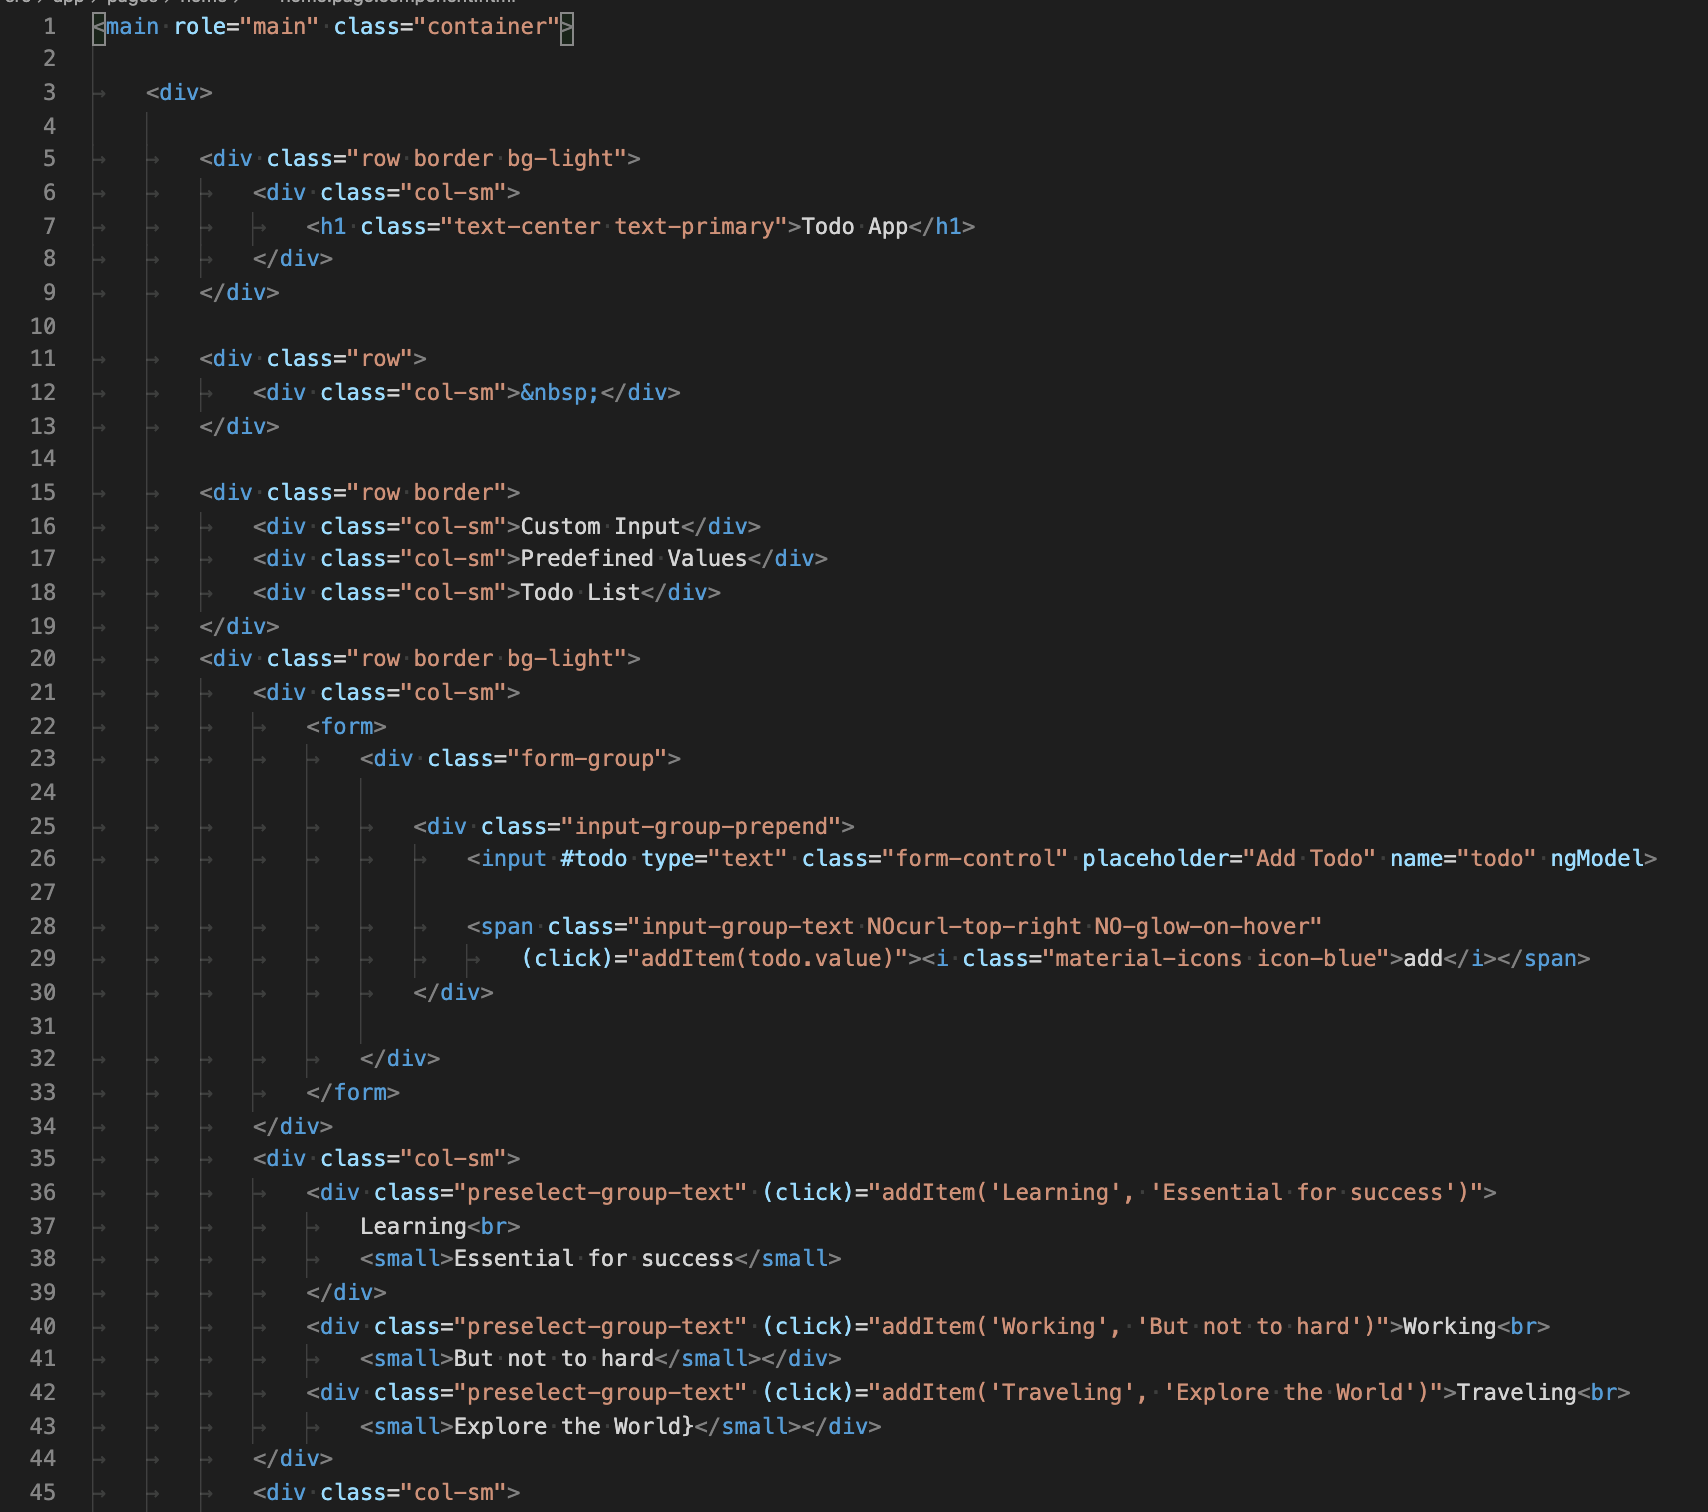 src > app > pages > home > home.page.component.html
1 <main role="main" class="container">
2
3 <div>
4
5 <div class="row border bg-light">
6 <div class="col-sm">
7 <h1 class="text-center text-primary">Todo App</h1>
8 </div>
9 </div>
10
11 <div class="row">
12 <div class="col-sm">&nbsp;</div>
13 </div>
14
15 <div class="row border">
16 <div class="col-sm">Custom Input</div>
17 <div class="col-sm">Predefined Values</div>
18 <div class="col-sm">Todo List</div>
19 </div>
20 <div class="row border bg-light">
21 <div class="col-sm">
22 <form>
23 <div class="form-group">
24
25 <div class="input-group-prepend">
26 <input #todo type="text" class="form-control" placeholder="Add Todo" name="todo" ngModel>
27
28 <span class="input-group-text NOcurl-top-right NO-glow-on-hover"
29 (click)="addItem(todo.value)"><i class="material-icons icon-blue">add</i></span>
30 </div>
31
32 </div>
33 </form>
34 </div>
35 <div class="col-sm">
36 <div class="preselect-group-text" (click)="addItem('Learning', 'Essential for success')">
37 Learning<br>
38 <small>Essential for success</small>
39 </div>
40 <div class="preselect-group-text" (click)="addItem('Working', 'But not to hard')">Working<br>
41 <small>But not to hard</small></div>
42 <div class="preselect-group-text" (click)="addItem('Traveling', 'Explore the World')">Traveling<br>
43 <small>Explore the World}</small></div>
44 </div>
45 <div class="col-sm">